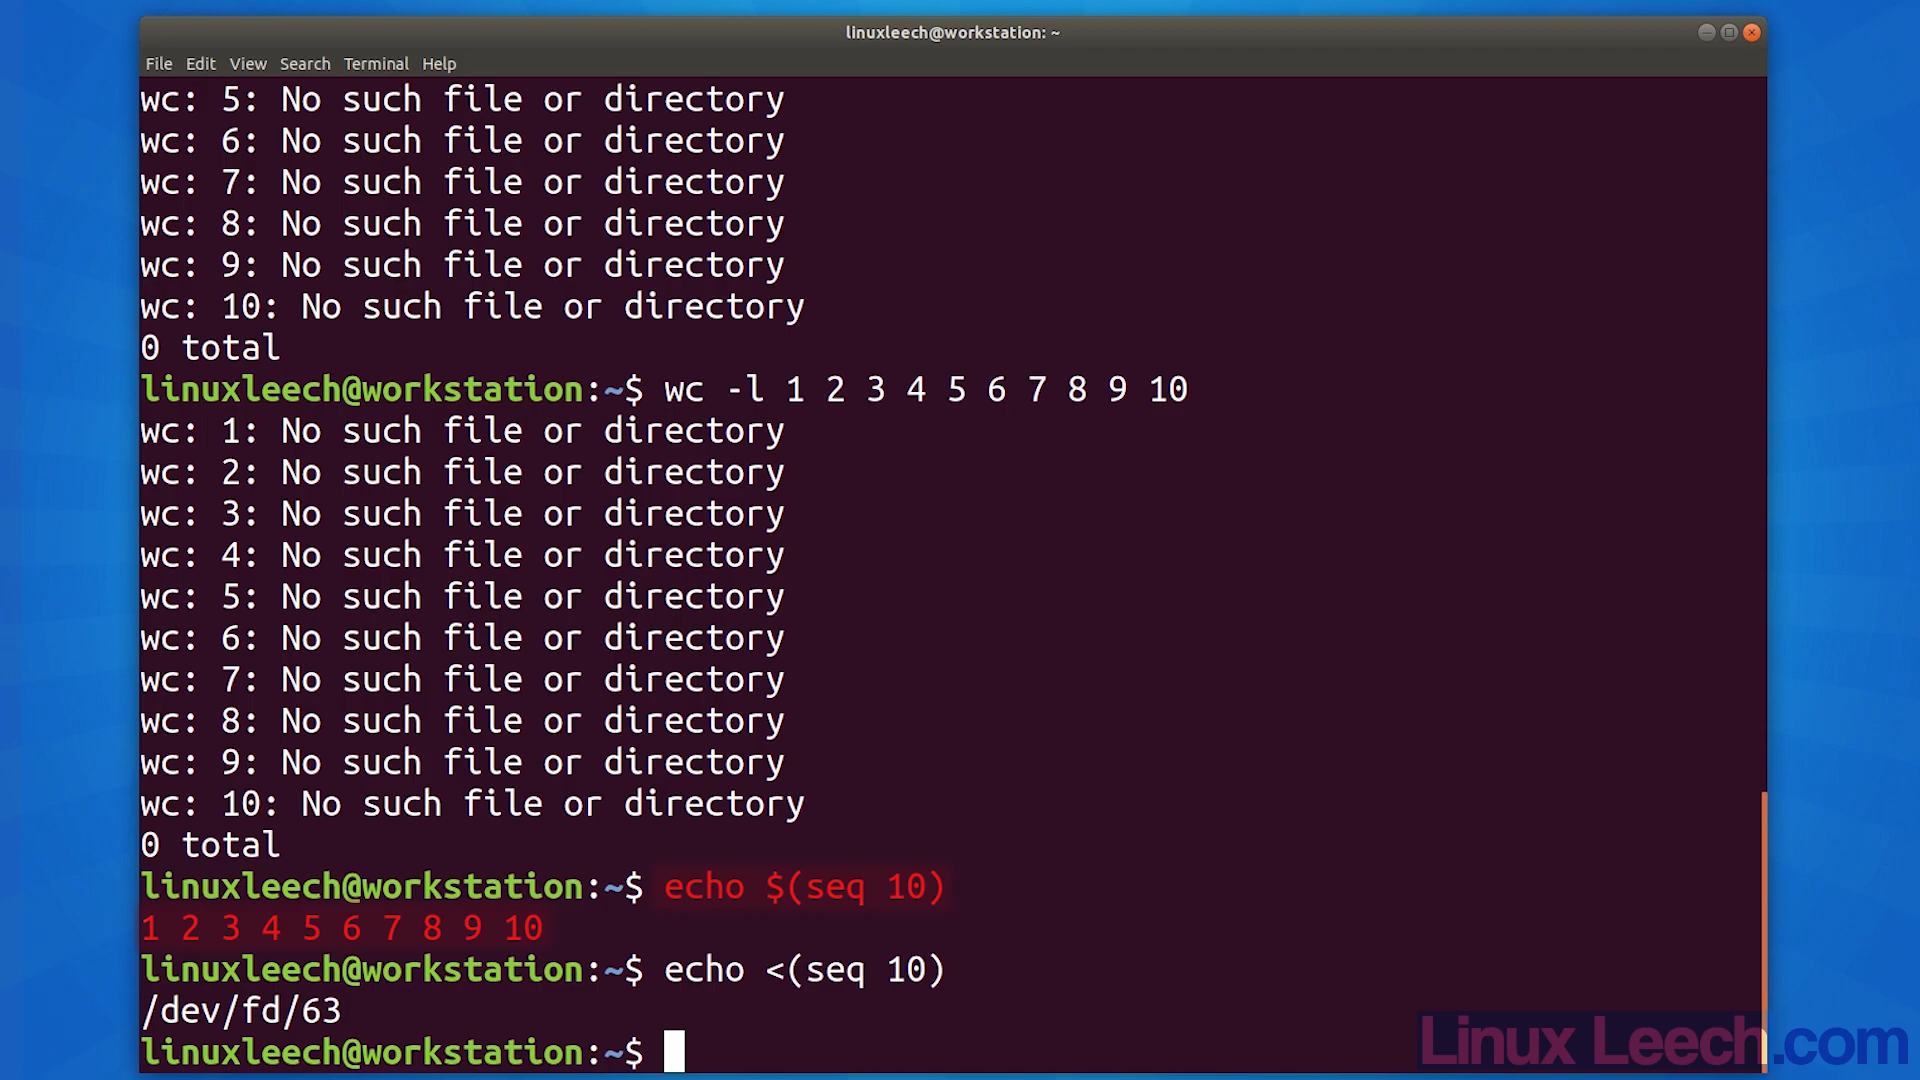 linuxleech@workstation: ~
File Edit View Search Terminal Help
wc: 5: No such file or directory
wc: 6: No such file or directory
wc: 7: No such file or directory
wc: 8: No such file or directory
wc: 9: No such file or directory
wc: 10: No such file or directory
0 total
linuxleech@workstation:~$ wc -l 1 2 3 4 5 6 7 8 9 10
wc: 1: No such file or directory
wc: 2: No such file or directory
wc: 3: No such file or directory
wc: 4: No such file or directory
wc: 5: No such file or directory
wc: 6: No such file or directory
wc: 7: No such file or directory
wc: 8: No such file or directory
wc: 9: No such file or directory
wc: 10: No such file or directory
0 total
linuxleech@workstation:~$ echo $(seq 10)
1 2 3 4 5 6 7 8 9 10
linuxleech@workstation:~$ echo <(seq 10)
/dev/fd/63
linuxleech@workstation:~$
Linux Leech.com